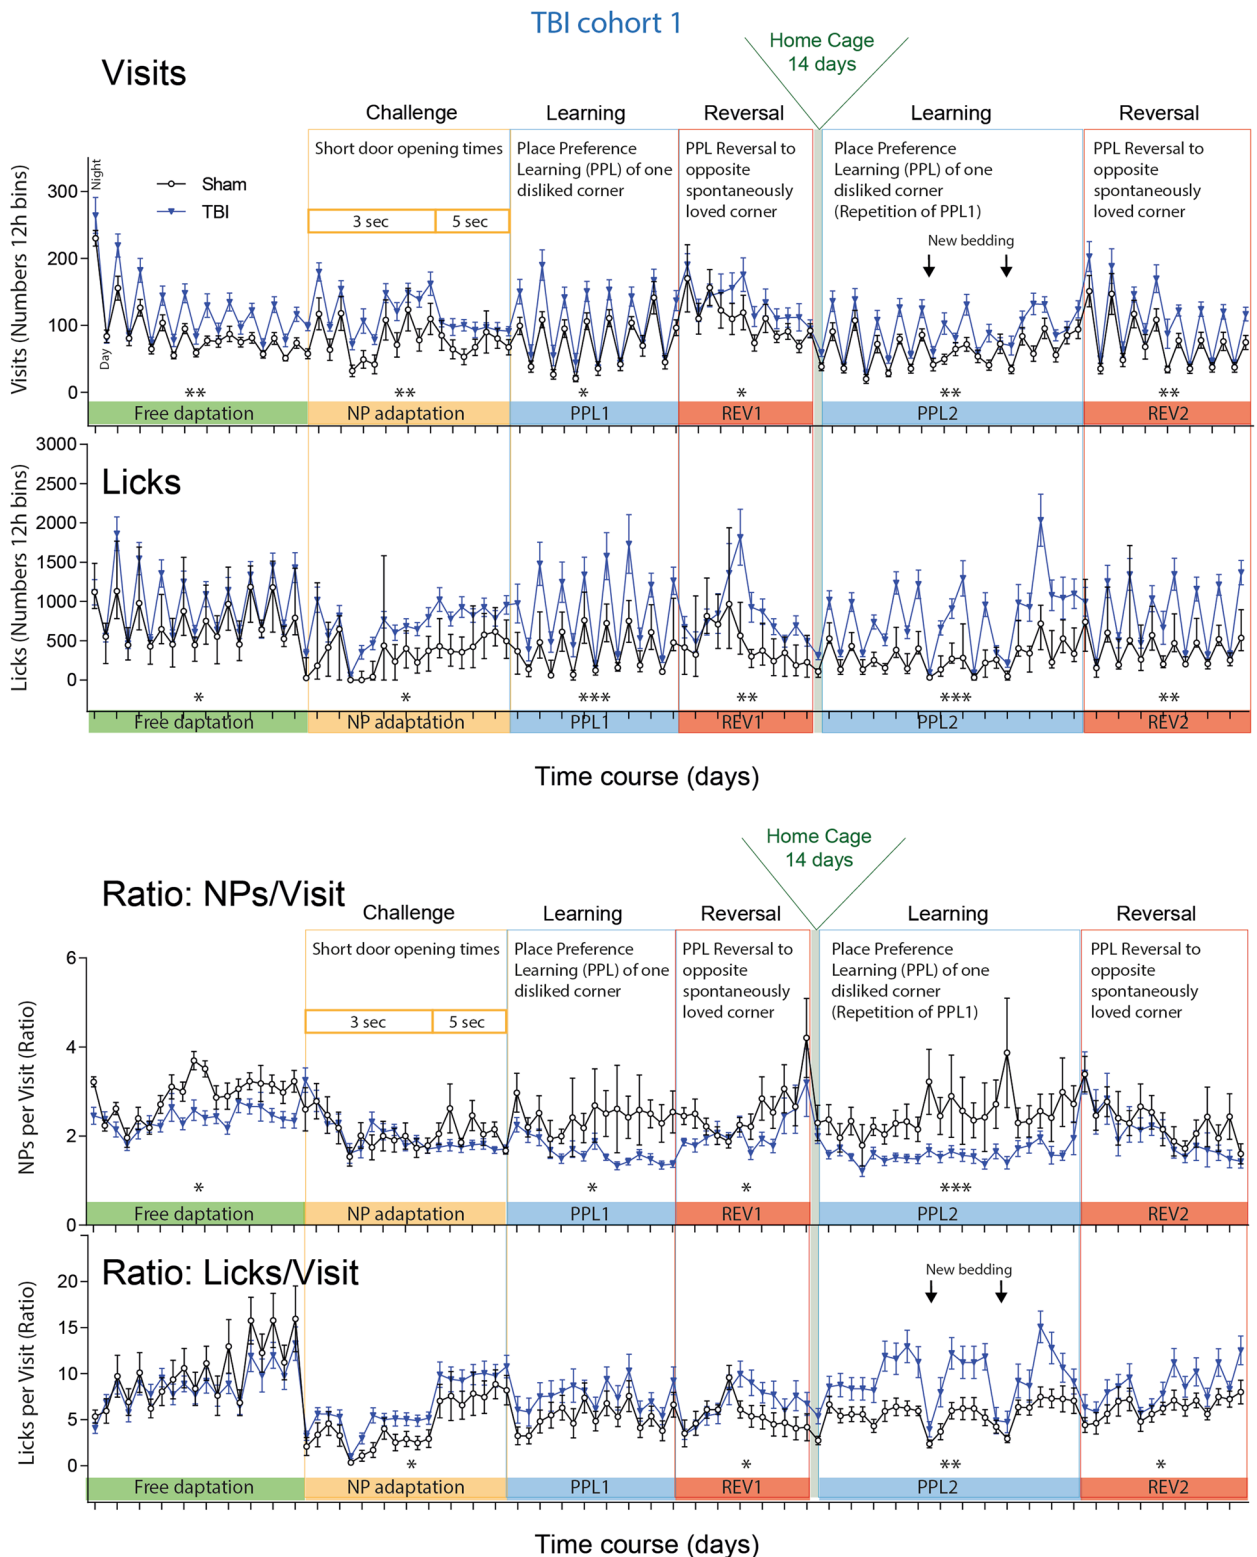 TBI cohort 1
Home Cage
14 days
Visits
Challenge
Learning
Reversal
Learning
Reversal
Short door opening times
Place Preference
Learning (PPL) of one
disliked corner
PPL Reversal to
opposite
spontaneously
loved corner
Place Preference
Learning (PPL) of one
disliked corner
(Repetition of PPL1)
PPL Reversal to
opposite
spontaneously
loved corner
Night
Day
Sham
TBI
3 sec
5 sec
New bedding
Visits (Numbers 12h bins)
300
200
100
0
** ** * * ** **
Free daptation
NP adaptation
PPL1
REV1
PPL2
REV2
Licks
Licks (Numbers 12h bins)
3000
2500
2000
1500
1000
500
0
* * *** ** *** **
Free daptation
NP adaptation
PPL1
REV1
PPL2
REV2
Time course (days)
Home Cage
14 days
Ratio: NPs/Visit
Challenge
Learning
Reversal
Learning
Reversal
Short door opening times
Place Preference
Learning (PPL) of one
disliked corner
PPL Reversal to
opposite
spontaneously
loved corner
Place Preference
Learning (PPL) of one
disliked corner
(Repetition of PPL1)
PPL Reversal to
opposite
spontaneously
loved corner
3 sec
5 sec
NPs per Visit (Ratio)
6
4
2
0
* * * ***
Free daptation
NP adaptation
PPL1
REV1
PPL2
REV2
Ratio: Licks/Visit
New bedding
Licks per Visit (Ratio)
20
15
10
5
0
* * ** *
Free daptation
NP adaptation
PPL1
REV1
PPL2
REV2
Time course (days)